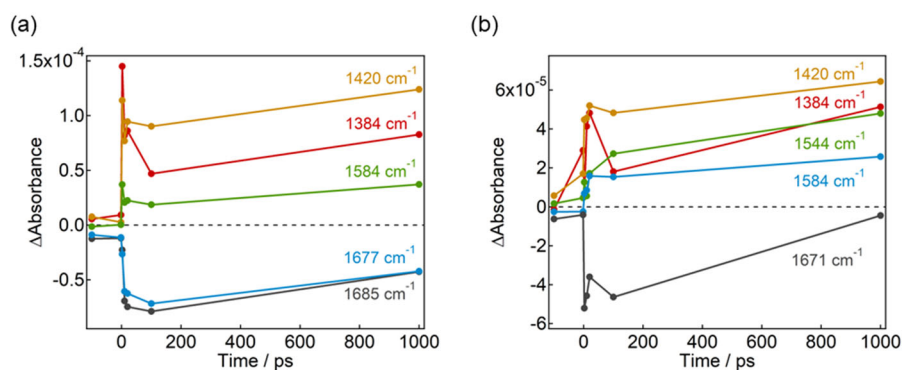 (a)
ΔAbsorbance
1.5x10⁻⁴
1.0
0.5
0.0
-0.5
1420 cm⁻¹
1384 cm⁻¹
1584 cm⁻¹
1677 cm⁻¹
1685 cm⁻¹
0 200 400 600 800 1000
Time / ps
(b)
ΔAbsorbance
6x10⁻⁵
4
2
0
-2
-4
-6
1420 cm⁻¹
1384 cm⁻¹
1544 cm⁻¹
1584 cm⁻¹
1671 cm⁻¹
0 200 400 600 800 1000
Time / ps